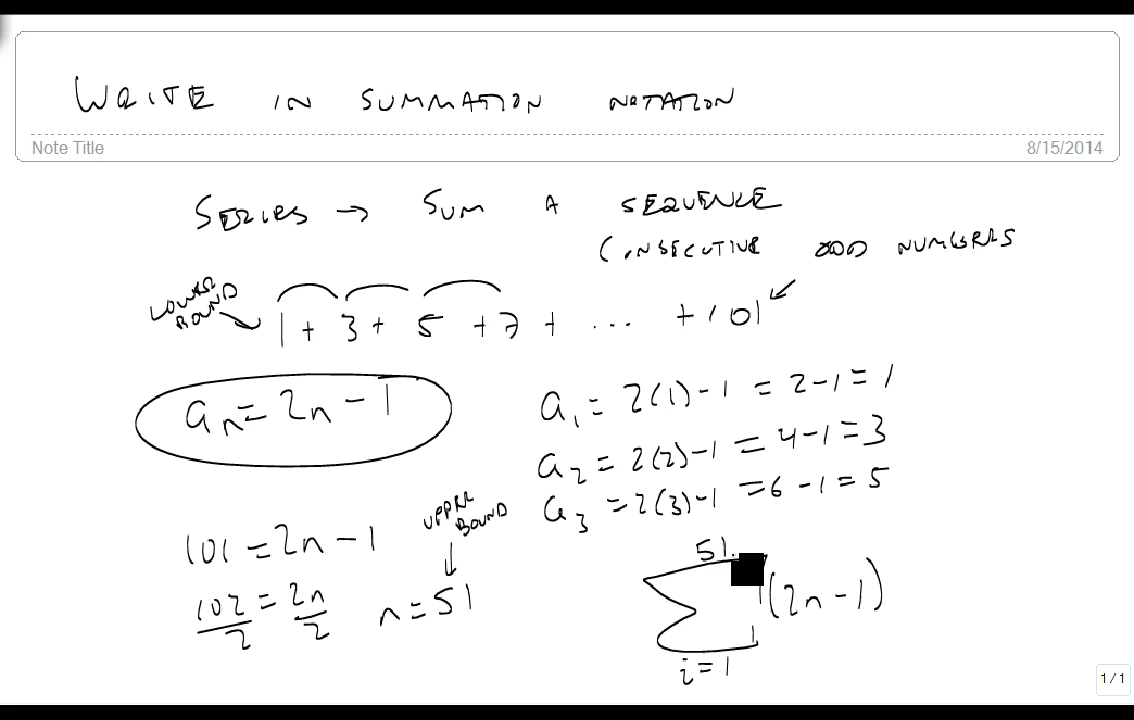 WRITE IN SUMMATION NOTATION
Note Title
8/15/2014
SERIES → SUM A SEQUENCE
CONSECUTIVE ODD NUMBERS
LOWER BOUND
1 + 3 + 5 + 7 + ... + 101
aₙ = 2n - 1
a₁ = 2(1) - 1 = 2 - 1 = 1
a₂ = 2(2) - 1 = 4 - 1 = 3
a₃ = 2(3) - 1 = 6 - 1 = 5
UPPER BOUND
101 = 2n - 1
102/2 = 2n/2 n = 51
51
Σ (2n - 1)
i = 1
1/1